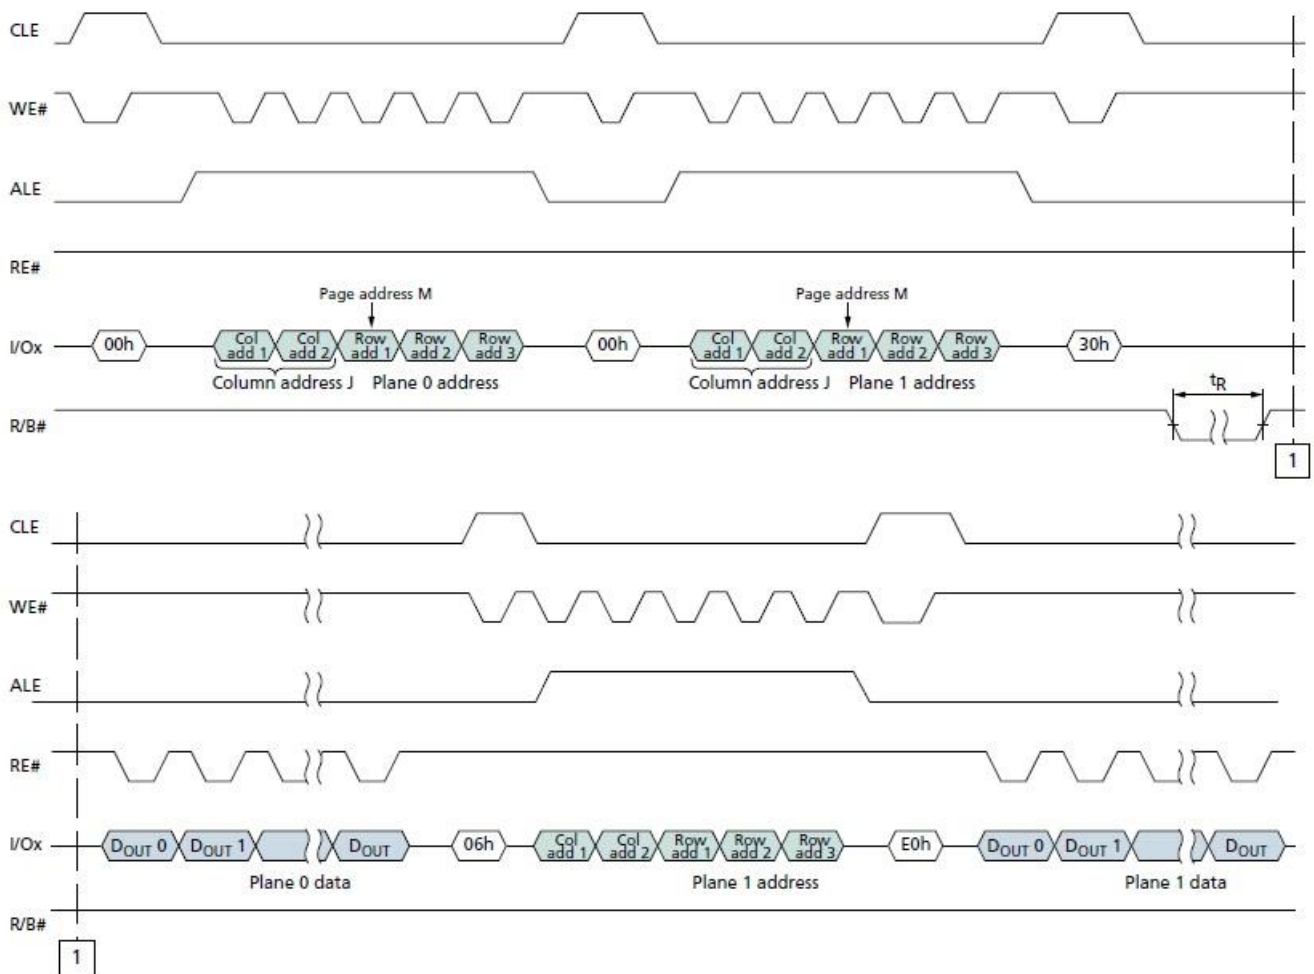 CLE
WE#
ALE
RE#
Page address M Page address M
I/Ox 00h Col add 1 Col add 2 Row add 1 Row add 2 Row add 3 00h Col add 1 Col add 2 Row add 1 Row add 2 Row add 3 30h
Column address J Plane 0 address Column address J Plane 1 address
tR
R/B#
1
CLE
WE#
ALE
RE#
I/Ox DOUT 0 DOUT 1 DOUT 06h Col add 1 Col add 2 Row add 1 Row add 2 Row add 3 E0h DOUT 0 DOUT 1 DOUT
Plane 0 data Plane 1 address Plane 1 data
R/B#
1